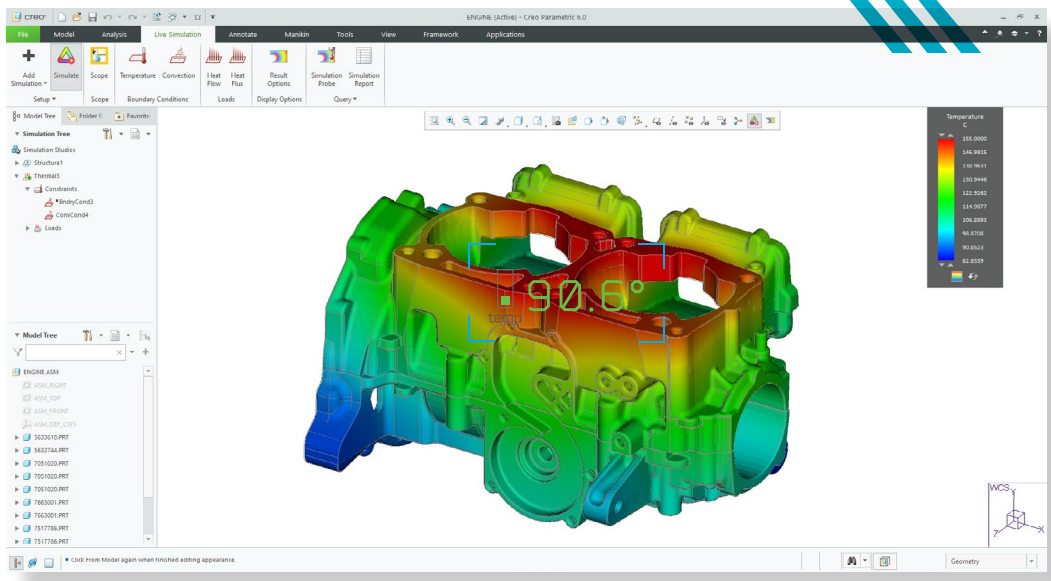 creo®
ENGINE (Active) - Creo Parametric 6.0
File Model Analysis Live Simulation Annotate Manikin Tools View Framework Applications
Add Simulation
Simulate
Scope
Temperature
Convection
Heat Flow
Heat Flux
Result Options
Simulation Probe
Simulation Report
Setup Scope Boundary Conditions Loads Display Options Query
Model Tree Folder Favorite
Simulation Tree
Simulation Studies
Structure1
Thermal3
Constraints
*BndryCond3
ConvCond4
Loads
Model Tree
ENGINE.ASM
ASM_RIGHT
ASM_TOP
ASM_FRONT
ASM_DEF_CSYS
5633610.PRT
5632744.PRT
7051020.PRT
7051020.PRT
7051020.PRT
7663001.PRT
7663001.PRT
7517786.PRT
7517786.PRT
90.6°
Temperature
C
155.0000
146.9815
138.9631
130.9446
122.9262
114.9077
106.8893
98.8708
90.8523
82.8339
WCS
Y
Z
X
• Click From Model again when finished editing appearance.
Geometry